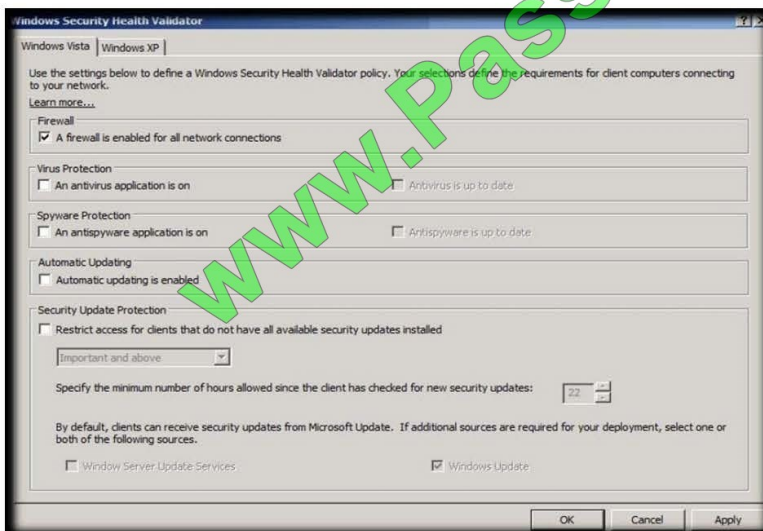 Windows Security Health Validator
Windows Vista Windows XP
Use the settings below to define a Windows Security Health Validator policy. Your selections define the requirements for client computers connecting
to your network.
Learn more...
Firewall
A firewall is enabled for all network connections
Virus Protection
An antivirus application is on Antivirus is up to date
Spyware Protection
An antispyware application is on Antispyware is up to date
Automatic Updating
Automatic updating is enabled
Security Update Protection
Restrict access for clients that do not have all available security updates installed
Important and above
Specify the minimum number of hours allowed since the client has checked for new security updates: 22
By default, clients can receive security updates from Microsoft Update. If additional sources are required for your deployment, select one or
both of the following sources.
Window Server Update Services Windows Update
OK Cancel Apply
www.Pass